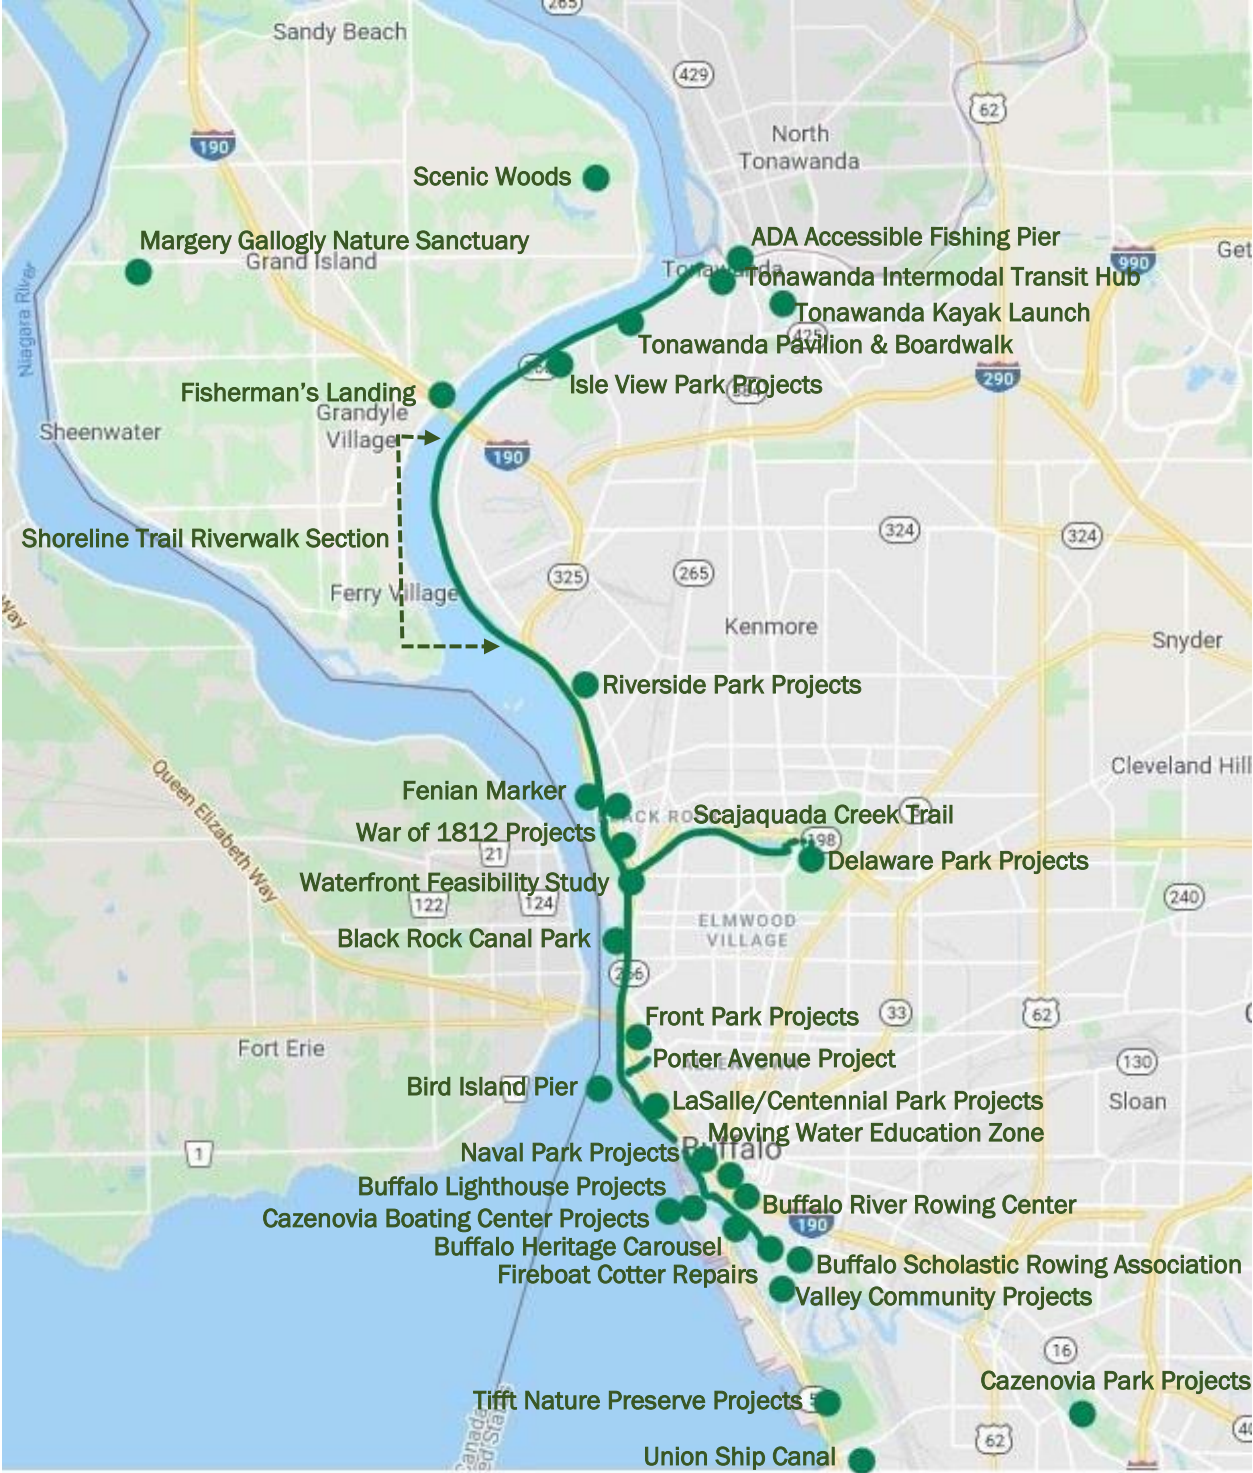 265
Sandy Beach
429
62
North
Tonawanda
190
Scenic Woods
Margery Gallogly Nature Sanctuary
Grand Island
ADA Accessible Fishing Pier
990
Tonawanda
Tonawanda Intermodal Transit Hub
Niagara River
Tonawanda Kayak Launch
425
Tonawanda Pavilion & Boardwalk
Isle View Park Projects
290
Fisherman's Landing
Grandyle
Village
Sheenwater
190
Shoreline Trail Riverwalk Section
324
324
325
265
Ferry Village
Way
Kenmore
Snyder
Riverside Park Projects
Cleveland Hill
Queen Elizabeth Way
Fenian Marker
Scajaquada Creek Trail
War of 1812 Projects
198
21
Delaware Park Projects
Waterfront Feasibility Study
122
124
240
ELMWOOD
VILLAGE
Black Rock Canal Park
266
Front Park Projects
33
62
Fort Erie
Porter Avenue Project
130
Bird Island Pier
LaSalle/Centennial Park Projects
Sloan
Moving Water Education Zone
Buffalo
1
Naval Park Projects
Buffalo Lighthouse Projects
Buffalo River Rowing Center
Cazenovia Boating Center Projects
190
Buffalo Heritage Carousel
Buffalo Scholastic Rowing Association
Fireboat Cotter Repairs
Valley Community Projects
16
Cazenovia Park Projects
Tifft Nature Preserve Projects
5
62
Canada
Union Ship Canal